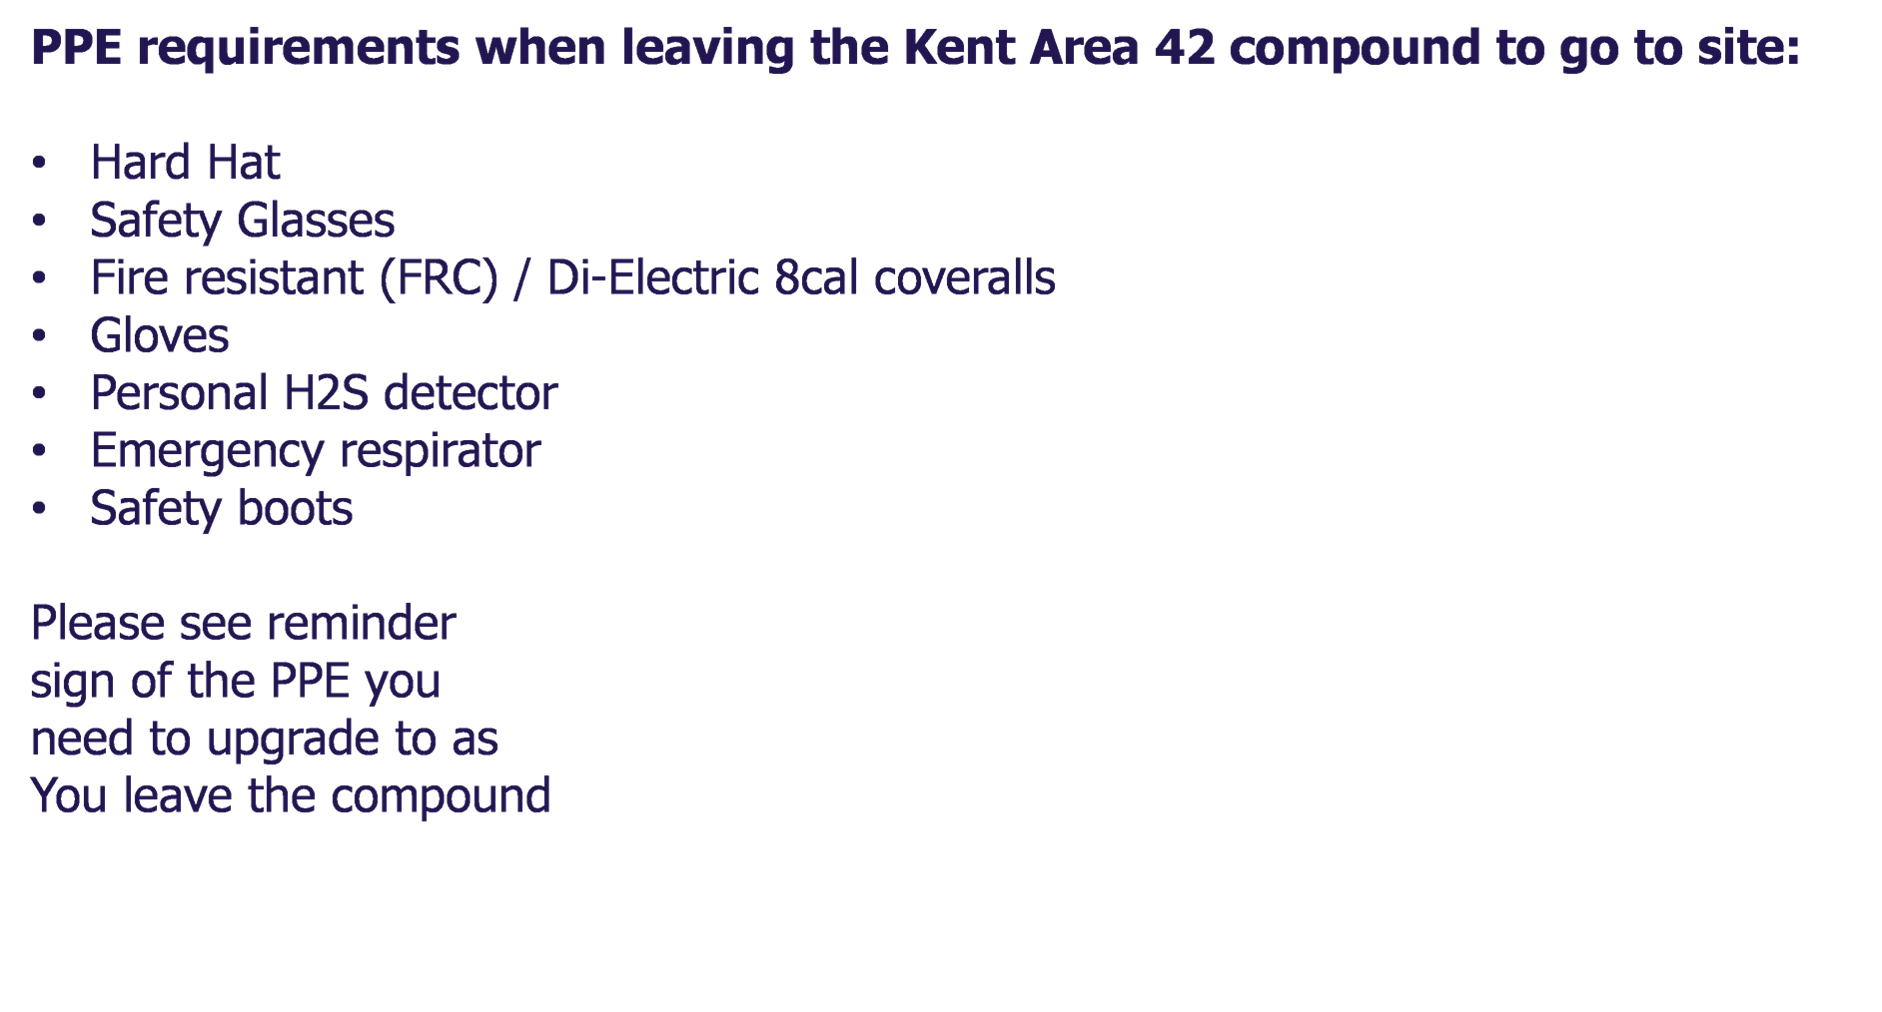 PPE requirements when leaving the Kent Area 42 compound to go to site:
• Hard Hat
• Safety Glasses
• Fire resistant (FRC) / Di-Electric 8cal coveralls
• Gloves
• Personal H2S detector
• Emergency respirator
• Safety boots
Please see reminder
sign of the PPE you
need to upgrade to as
You leave the compound